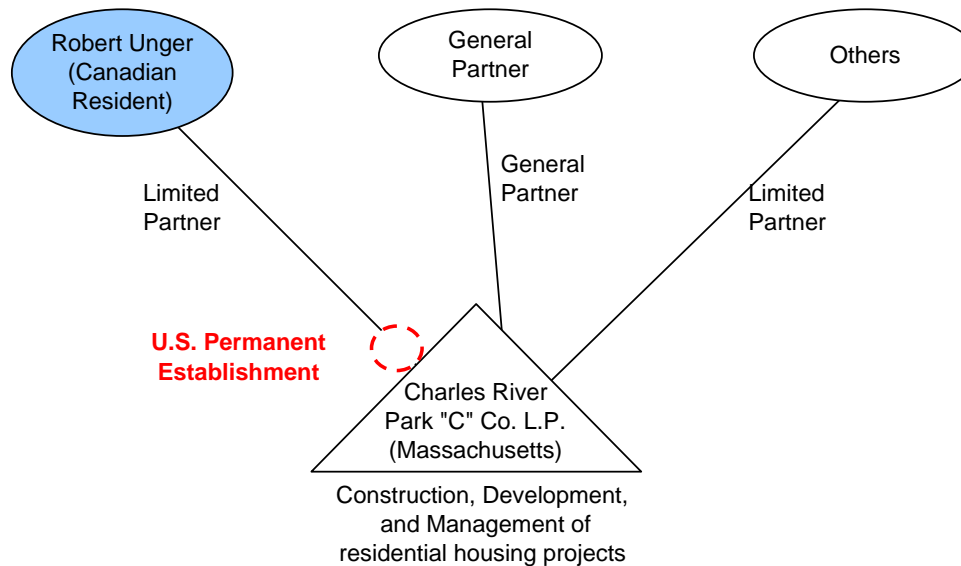 Robert Unger
(Canadian
Resident)
General
Partner
Others
Limited
Partner
General
Partner
Limited
Partner
U.S. Permanent
Establishment
Charles River
Park "C" Co. L.P.
(Massachusetts)
Construction, Development,
and Management of
residential housing projects